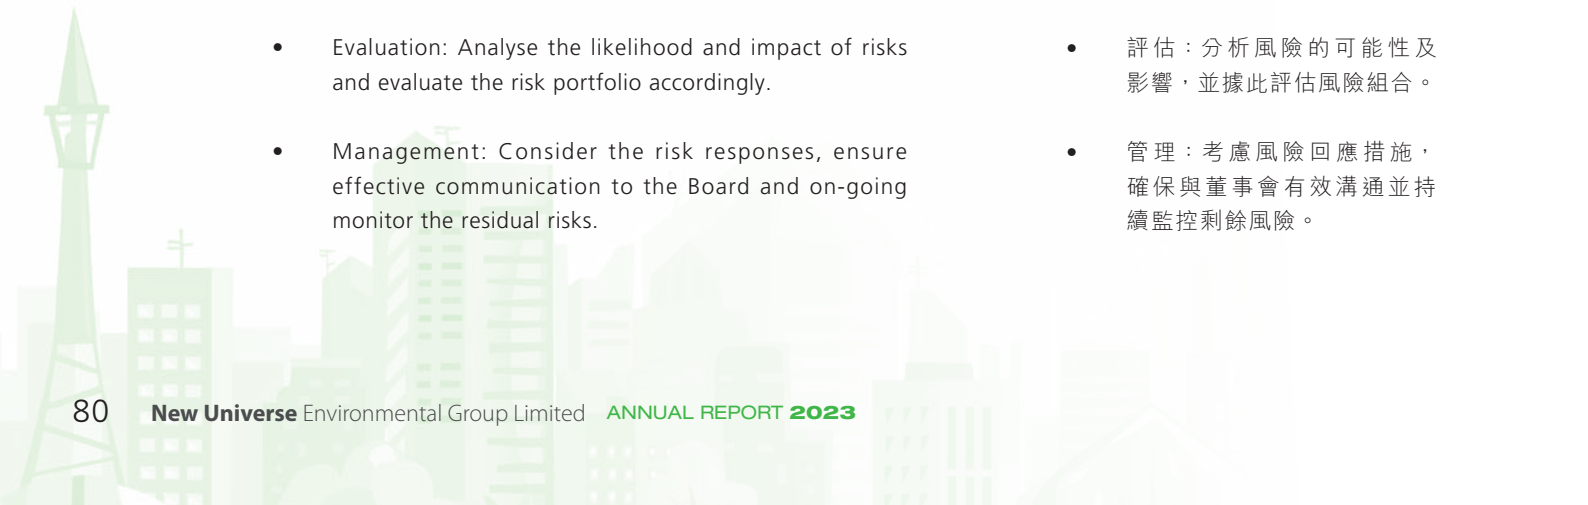 • Evaluation: Analyse the likelihood and impact of risks
and evaluate the risk portfolio accordingly.
• Management: Consider the risk responses, ensure
effective communication to the Board and on-going
monitor the residual risks.
• 評估：分析風險的可能性及
影響，並據此評估風險組合。
• 管理：考慮風險回應措施，
確保與董事會有效溝通並持
續監控剩餘風險。
80 New Universe Environmental Group Limited ANNUAL REPORT 2023